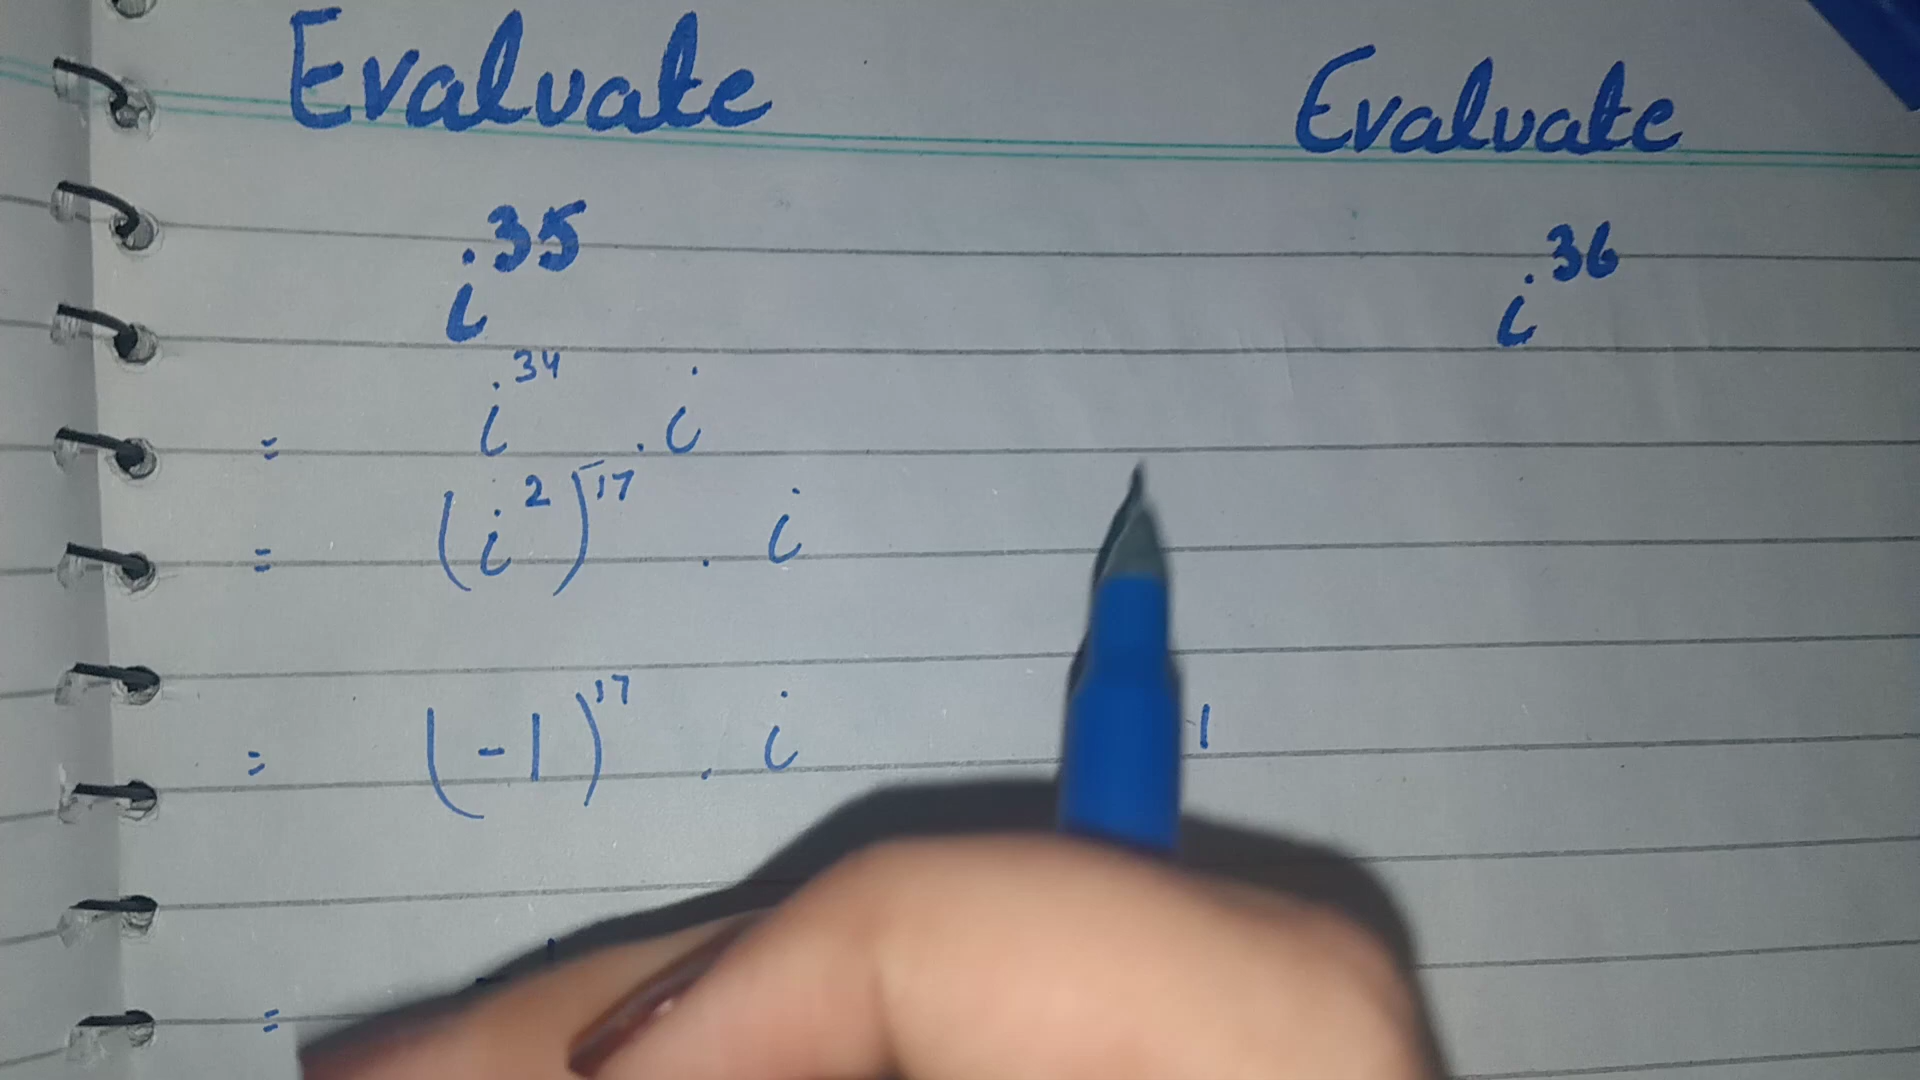 Evaluate
i^35
= i^34 . i
= (i^2)^17 . i
= (-1)^17 . i
=
Evaluate
i^36